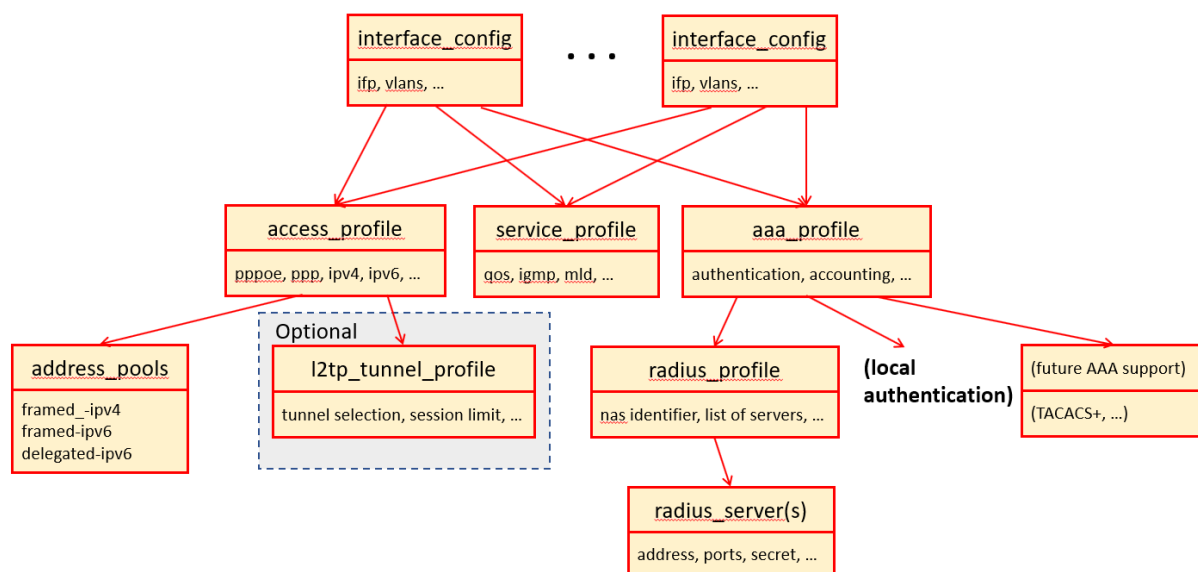 interface_config
ifp, vlans, ...
. . .
interface_config
ifp, vlans, ...
access_profile
pppoe, ppp, ipv4, ipv6, ...
service_profile
qos, igmp, mld, ...
aaa_profile
authentication, accounting, ...
address_pools
framed_-ipv4
framed-ipv6
delegated-ipv6
Optional
l2tp_tunnel_profile
tunnel selection, session limit, ...
radius_profile
nas identifier, list of servers, ...
(local
authentication)
(future AAA support)
(TACACS+, ...)
radius_server(s)
address, ports, secret, ...